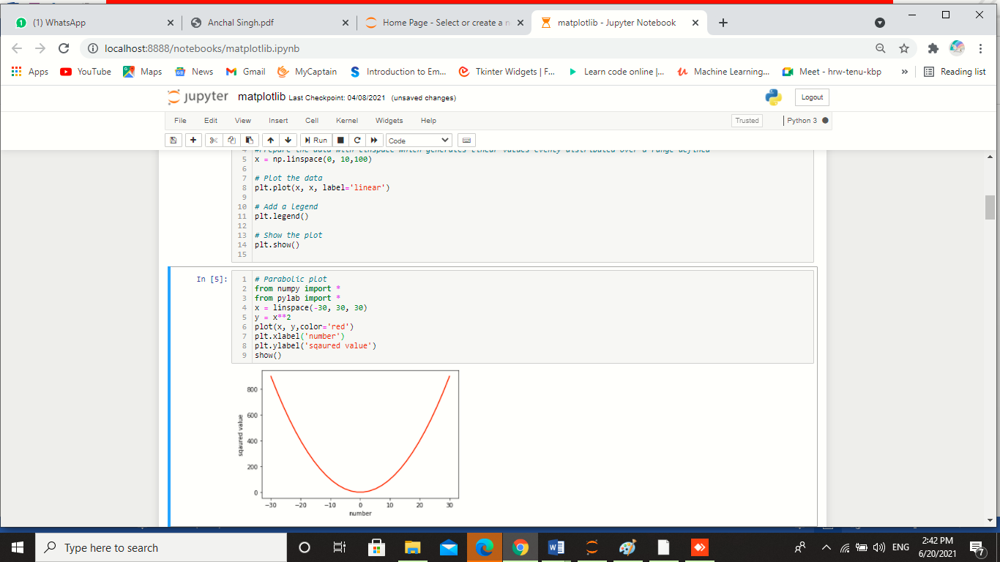 (1) WhatsApp
Anchal Singh.pdf
Home Page - Select or create a n
matplotlib - Jupyter Notebook
localhost:8888/notebooks/matplotlib.ipynb
Apps
YouTube
Maps
News
Gmail
MyCaptain
Introduction to Em...
Tkinter Widgets | F...
Learn code online |...
Machine Learning...
Meet - hrw-tenu-kbp
»
Reading list
jupyter matplotlib Last Checkpoint: 04/08/2021 (unsaved changes)
Logout
File Edit View Insert Cell Kernel Widgets Help
Trusted
Python 3
Run
Code
4 #Prepare the data with linspace which generates linear values evenly distributed over a range defined
5 x = np.linspace(0, 10,100)
6
7 # Plot the data
8 plt.plot(x, x, label='linear')
9
10 # Add a legend
11 plt.legend()
12
13 # Show the plot
14 plt.show()
15
In [5]:
1 # Parabolic plot
2 from numpy import *
3 from pylab import *
4 x = linspace(-30, 30, 30)
5 y = x**2
6 plot(x, y,color='red')
7 plt.xlabel('number')
8 plt.ylabel('sqaured value')
9 show()
800
600
400
200
0
sqaured value
−30 −20 −10 0 10 20 30
number
Type here to search
ENG
2:42 PM
6/20/2021
7